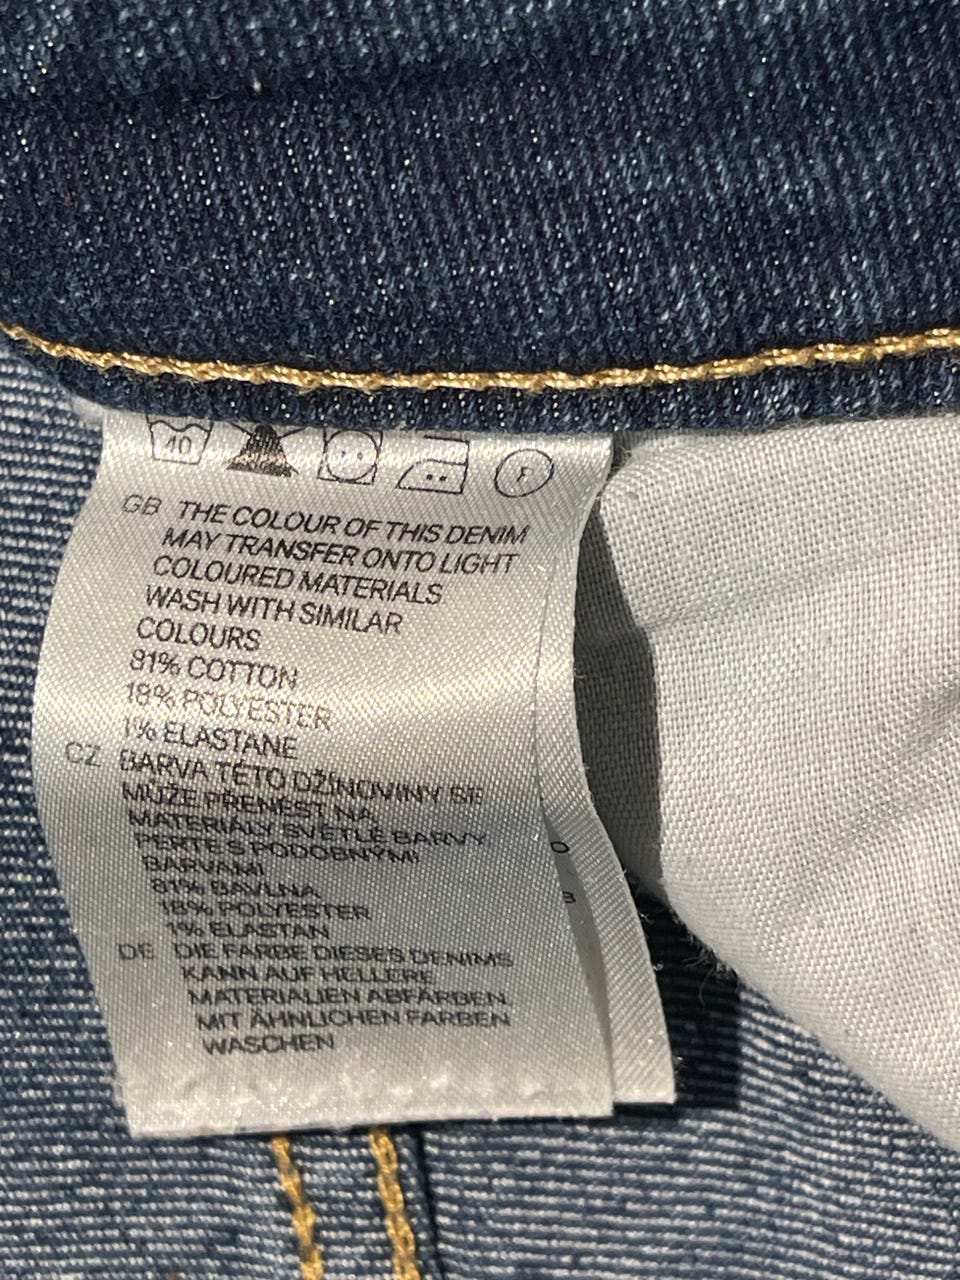 40
F
GB THE COLOUR OF THIS DENIM
MAY TRANSFER ONTO LIGHT
COLOURED MATERIALS
WASH WITH SIMILAR
COLOURS
81% COTTON
18% POLYESTER
1% ELASTANE
CZ BARVA TÉTO DŽÍNOVINY SE
MŮŽE PŘENÉST NA
MATERIÁLY SVĚTLÉ BARVY
PERTE S PODOBNÝMI
BARVAMI
81% BAVLNA
18% POLYESTER
1% ELASTAN
DE DIE FARBE DIESES DENIMS
KANN AUF HELLERE
MATERIALIEN ABFÄRBEN
MIT ÄHNLICHEN FARBEN
WASCHEN